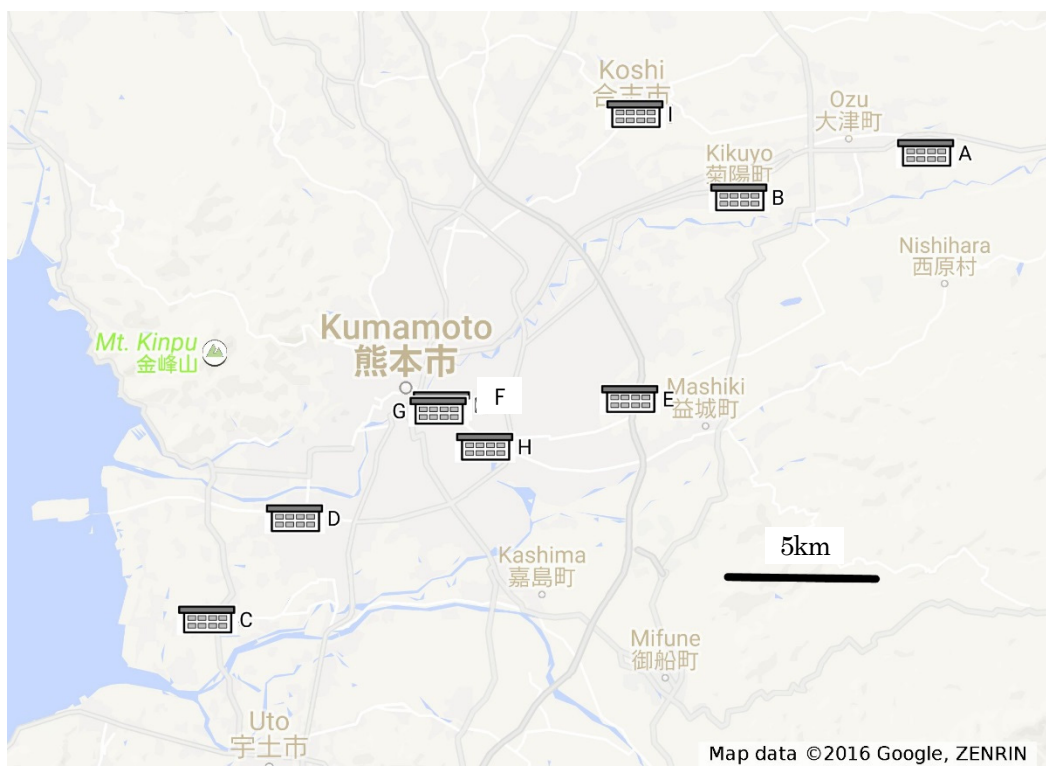 Koshi
合志市
I
Ozu
大津町
A
Kikuyo
菊陽町
B
Nishihara
西原村
Kumamoto
熊本市
Mt. Kinpu
金峰山
F
G
E
Mashiki
益城町
H
D
5km
Kashima
嘉島町
C
Mifune
御船町
Uto
宇土市
Map data ©2016 Google, ZENRIN